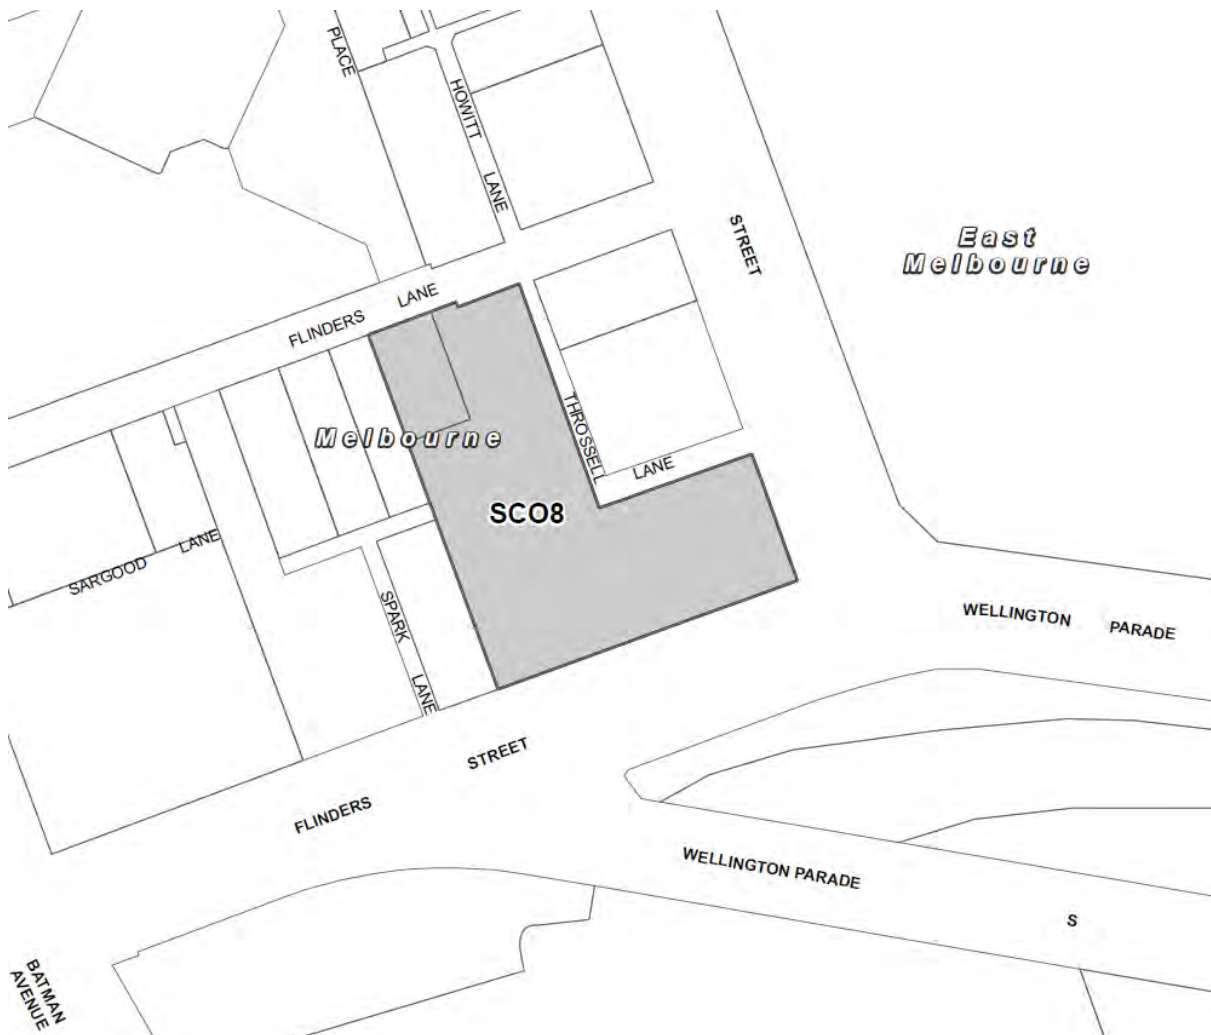 PLACE
HOWITT
LANE
STREET
East
Melbourne
FLINDERS LANE
THROSSELL
LANE
Melbourne
SCO8
SARGOOD LANE
SPARK
LANE
WELLINGTON PARADE
FLINDERS STREET
WELLINGTON PARADE
S
BATMAN
AVENUE